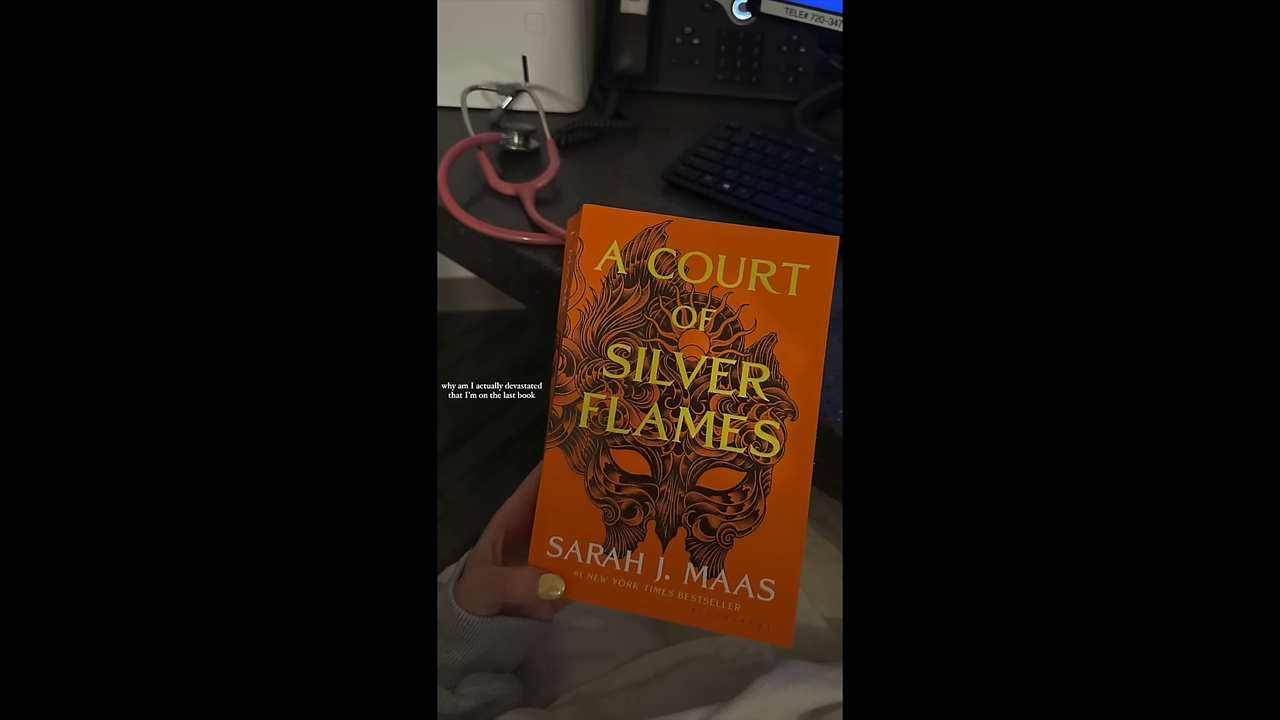 TELE# 720-347
A COURT
OF
SILVER
FLAMES
why am I actually devastated
that I'm on the last book
SARAH J. MAAS
#1 NEW YORK TIMES BESTSELLER
BLOOMSBURY